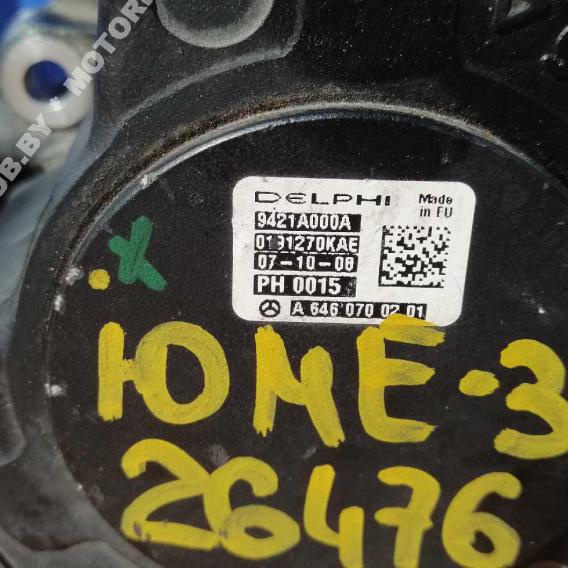 DELPHI Made in EU
9421A000A
0191270KAE
07-10-08
PH 0015
A 646 070 02 01
.X
ЮМЕ-3
26476